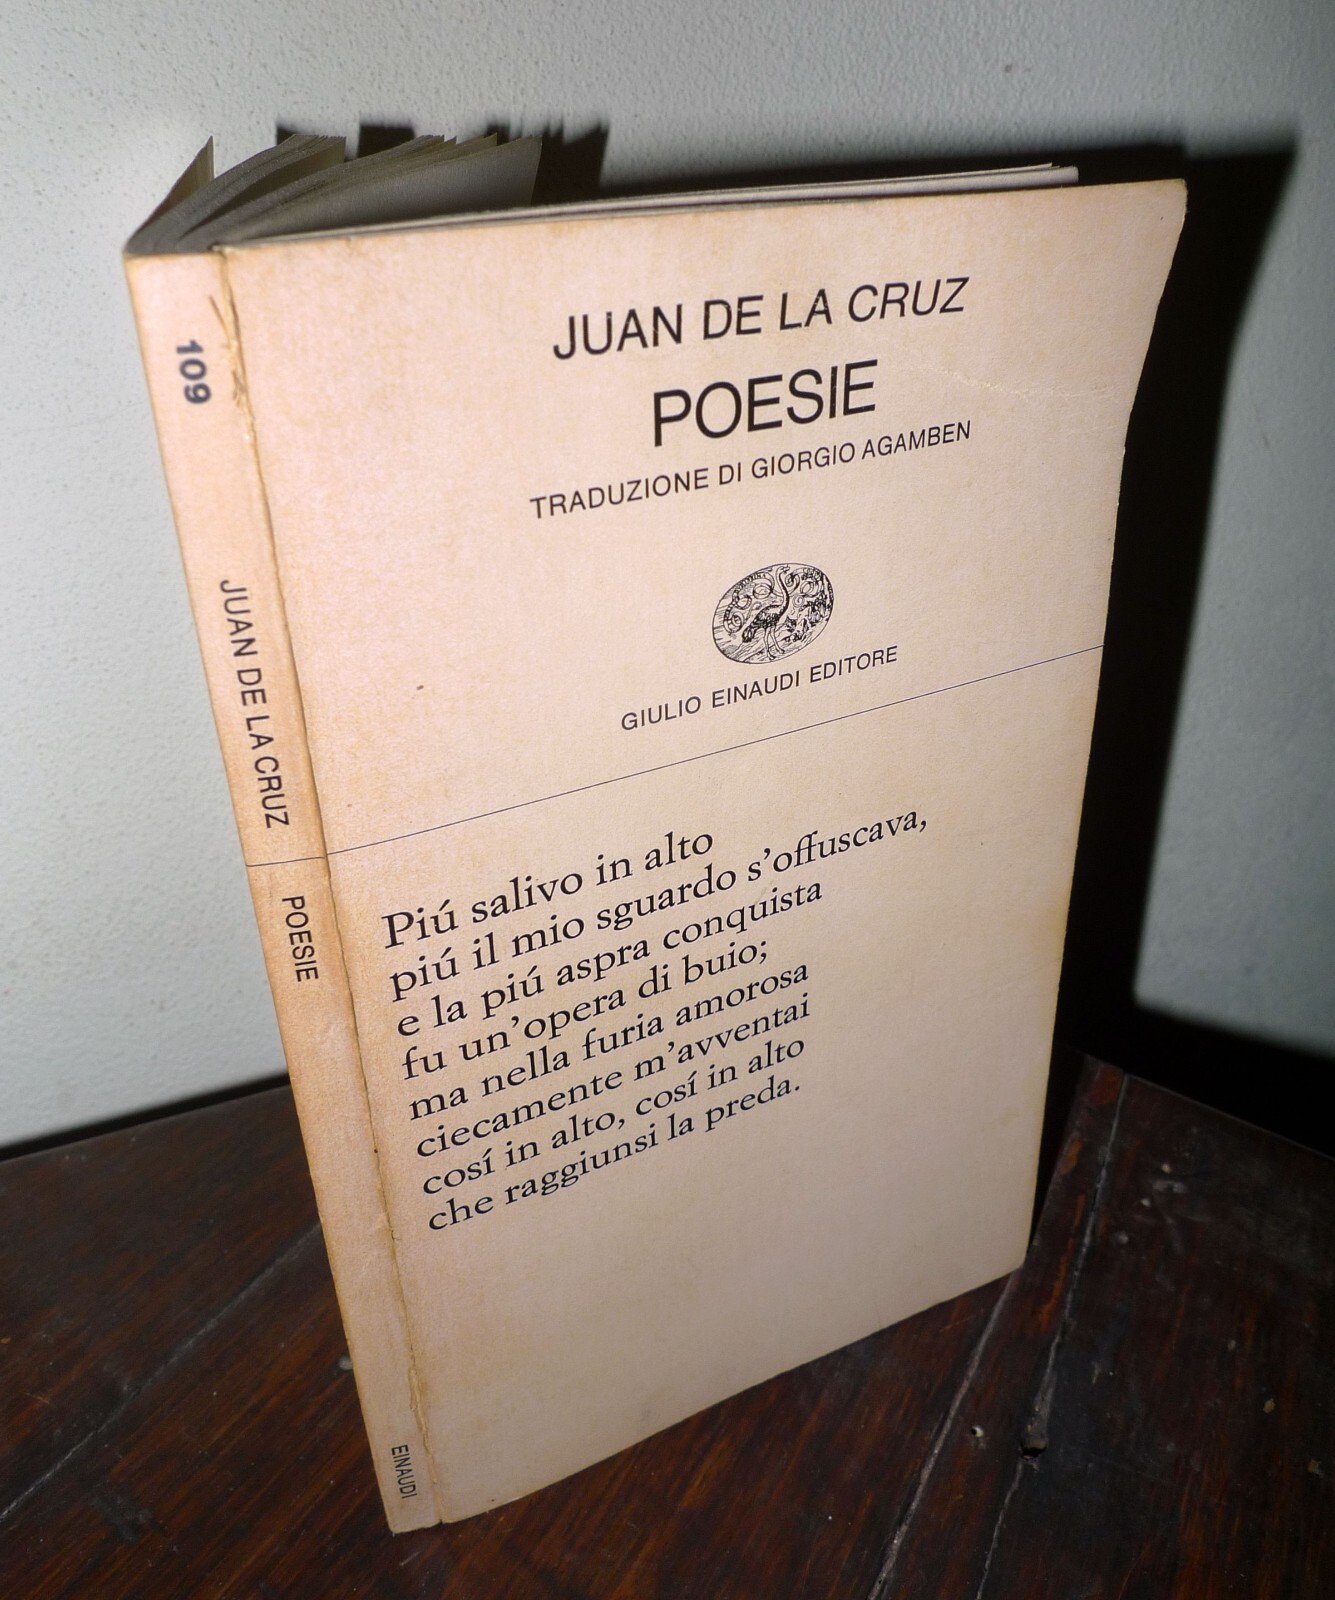 JUAN DE LA CRUZ
POESIE
TRADUZIONE DI GIORGIO AGAMBEN
GIULIO EINAUDI EDITORE
Piú salivo in alto
piú il mio sguardo s'offuscava,
e la piú aspra conquista
fu un'opera di buio;
ma nella furia amorosa
ciecamente m'avventai
cosí in alto, cosí in alto
che raggiunsi la preda.
109
JUAN DE LA CRUZ
POESIE
EINAUDI